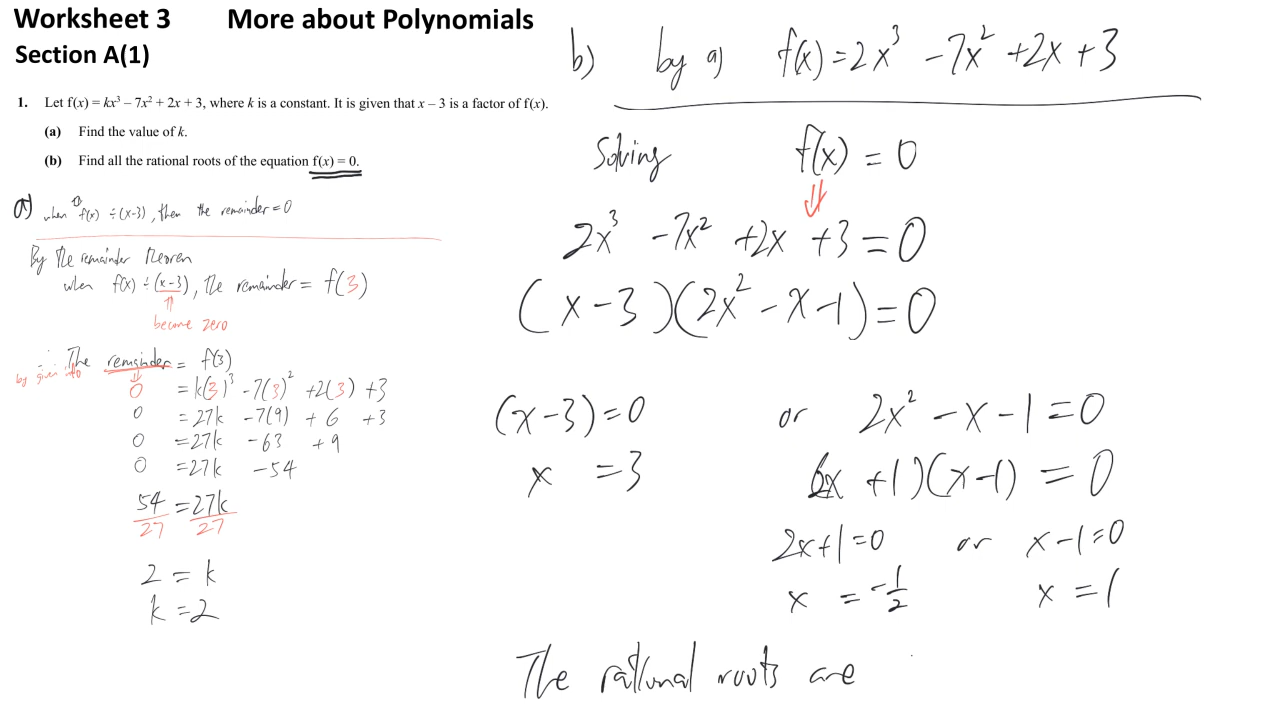 Worksheet 3 More about Polynomials
Section A(1)
1. Let f(x) = kx³ – 7x² + 2x + 3, where k is a constant. It is given that x – 3 is a factor of f(x).
(a) Find the value of k.
(b) Find all the rational roots of the equation f(x) = 0.
a) when f(x) ÷ (x-3), then the remainder = 0
By the remainder theorem
when f(x) ÷ (x-3), the remainder = f(3)
⇑
become zero
∴ The remainder = f(3)
by given info
⇓
0 = k(3)³ -7(3)² +2(3) +3
0 = 27k -7(9) + 6 +3
0 = 27k -63 +9
0 = 27k -54
54/27 = 27k/27
2 = k
k = 2
b) by a) f(x) = 2x³ -7x² +2x +3
Solving f(x) = 0
⇓
2x³ -7x² +2x +3 = 0
(x-3)(2x² -x-1) = 0
(x-3) = 0 or 2x² -x-1 = 0
x = 3 (2x +1)(x-1) = 0
2x+1 = 0 or x-1 = 0
x = -1/2 x = 1
The rational roots are